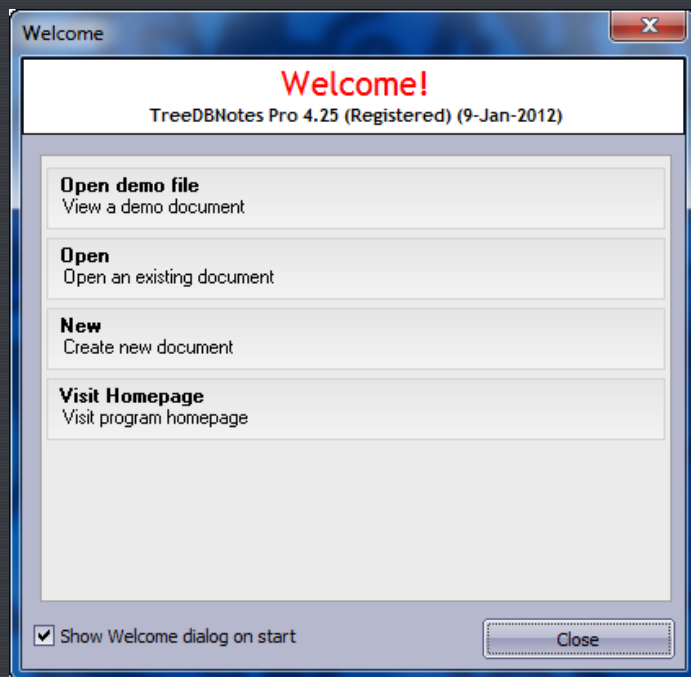 Welcome
Welcome!
TreeDBNotes Pro 4.25 (Registered) (9-Jan-2012)
Open demo file
View a demo document
Open
Open an existing document
New
Create new document
Visit Homepage
Visit program homepage
Show Welcome dialog on start
Close